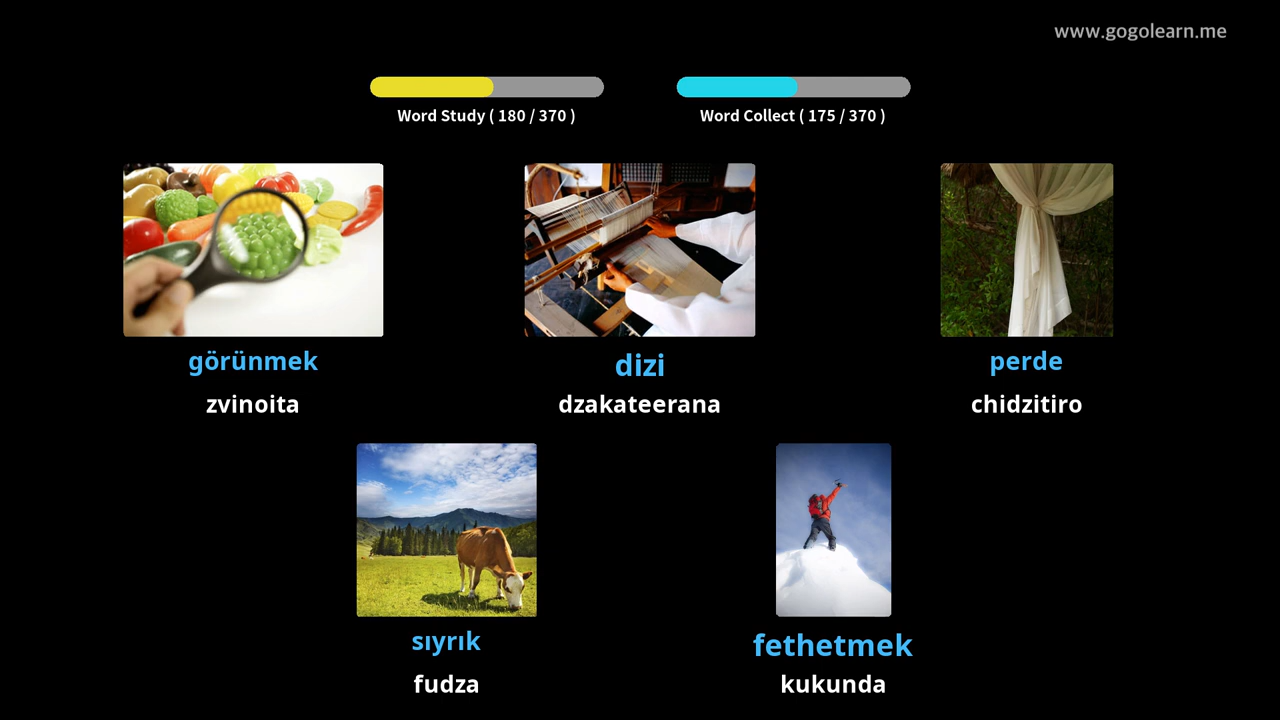 www.gogolearn.me
Word Study ( 180 / 370 )
Word Collect ( 175 / 370 )
görünmek
zvinoita
dizi
dzakateerana
perde
chidzitiro
sıyrık
fudza
fethetmek
kukunda